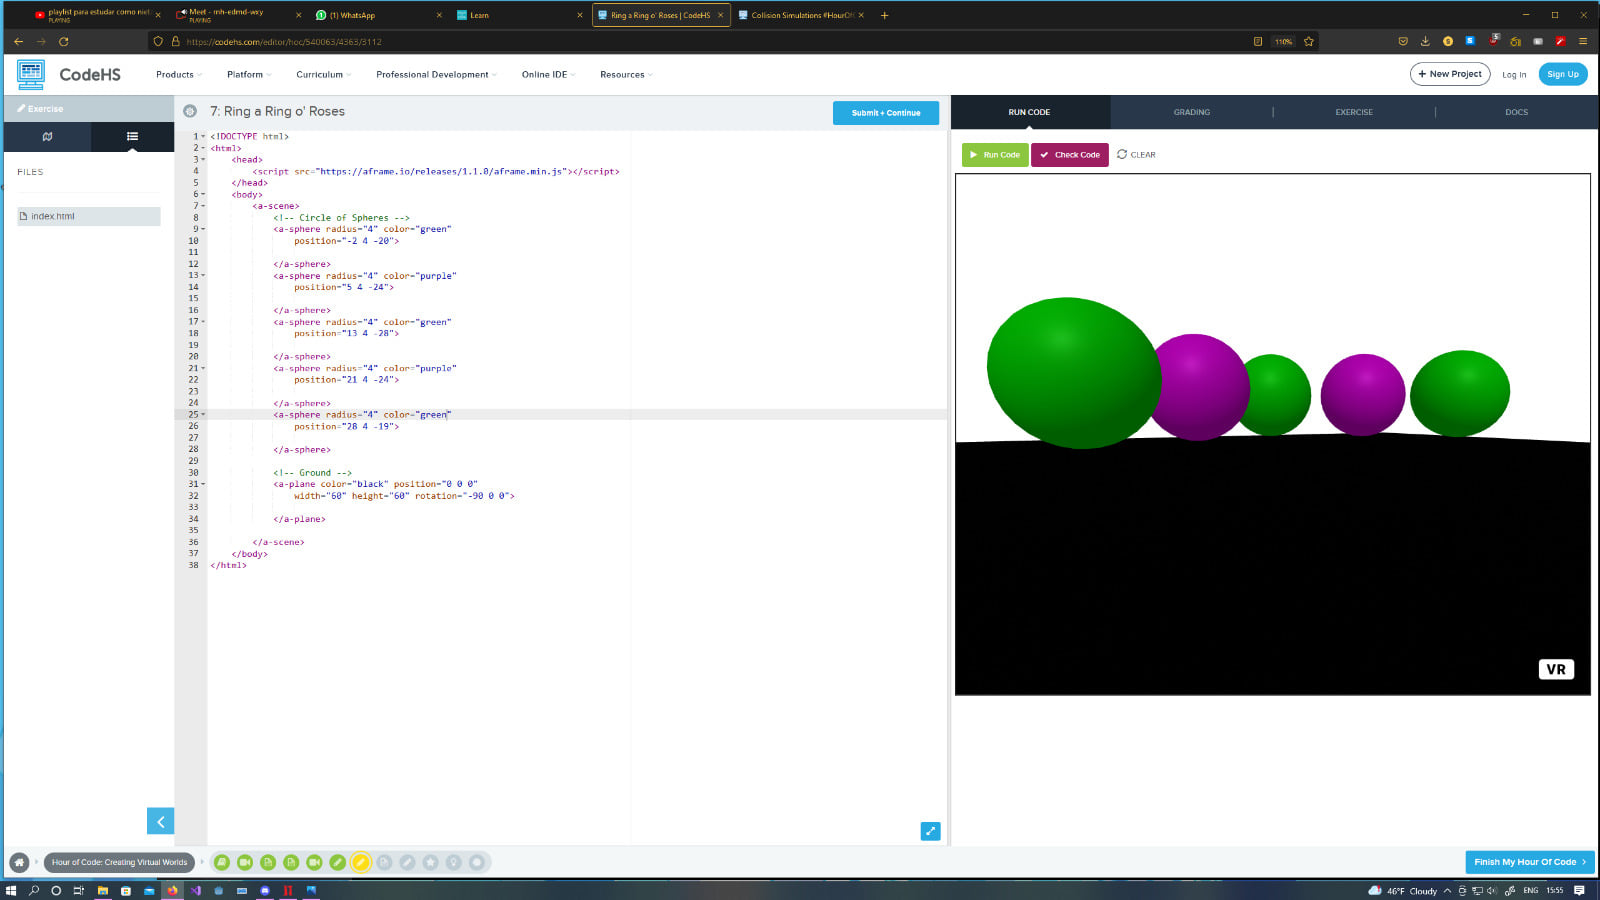 playlist para estudar como niet
PLAYING
Meet - mh-edmd-wxy
PLAYING
(1) WhatsApp
Learn
Ring a Ring o' Roses | CodeHS
Collision Simulations #HourOf
https://codehs.com/editor/hoc/540063/4363/3112
110%
CodeHS
Products
Platform
Curriculum
Professional Development
Online IDE
Resources
+ New Project
Log In
Sign Up
Exercise
7: Ring a Ring o' Roses
Submit + Continue
RUN CODE
GRADING
EXERCISE
DOCS
Run Code
Check Code
CLEAR
FILES
index.html
1 <!DOCTYPE html>
2 <html>
3 <head>
4 <script src="https://aframe.io/releases/1.1.0/aframe.min.js"></script>
5 </head>
6 <body>
7 <a-scene>
8 <!-- Circle of Spheres -->
9 <a-sphere radius="4" color="green"
10 position="-2 4 -20">
11
12 </a-sphere>
13 <a-sphere radius="4" color="purple"
14 position="5 4 -24">
15
16 </a-sphere>
17 <a-sphere radius="4" color="green"
18 position="13 4 -28">
19
20 </a-sphere>
21 <a-sphere radius="4" color="purple"
22 position="21 4 -24">
23
24 </a-sphere>
25 <a-sphere radius="4" color="green"
26 position="28 4 -19">
27
28 </a-sphere>
29
30 <!-- Ground -->
31 <a-plane color="black" position="0 0 0"
32 width="60" height="60" rotation="-90 0 0">
33
34 </a-plane>
35
36 </a-scene>
37 </body>
38 </html>
VR
Hour of Code: Creating Virtual Worlds
Finish My Hour Of Code
46°F Cloudy
ENG
15:55